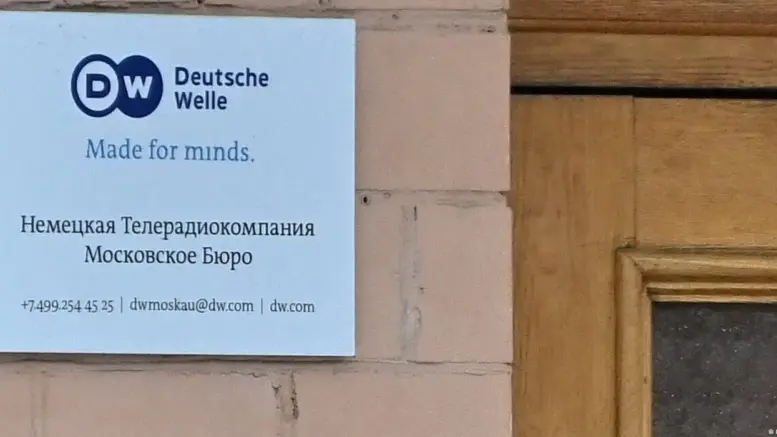 DW Deutsche
Welle
Made for minds.
Немецкая Телерадиокомпания
Московское Бюро
+7.499.254 45 25 | dwmoskau@dw.com | dw.com